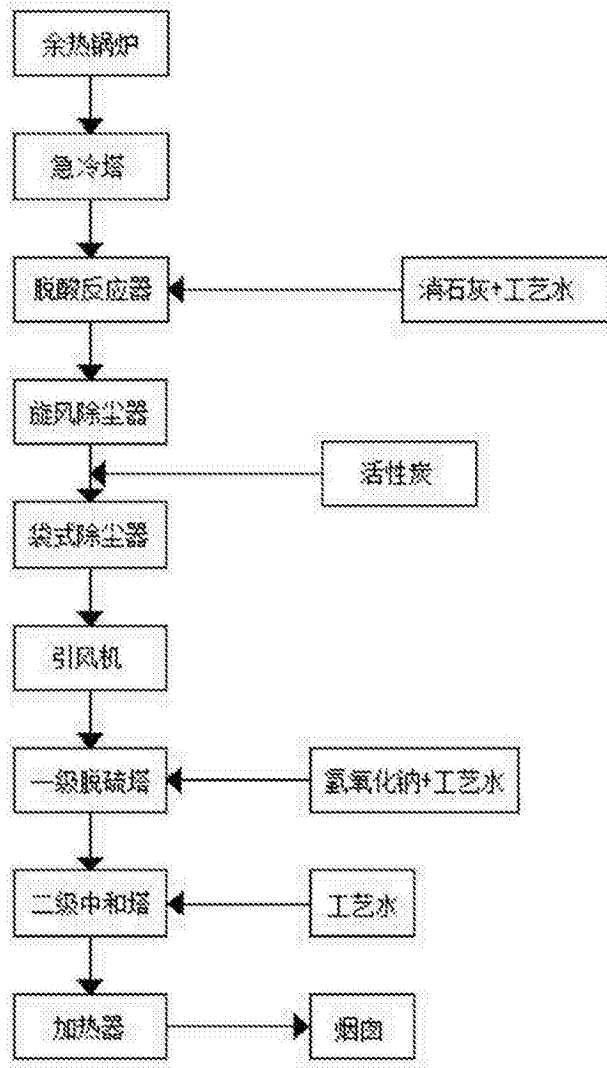 余热锅炉
急冷塔
脱酸反应器
消石灰+工艺水
旋风除尘器
活性炭
袋式除尘器
引风机
一级脱硫塔
氢氧化钠+工艺水
二级中和塔
工艺水
加热器
烟囱